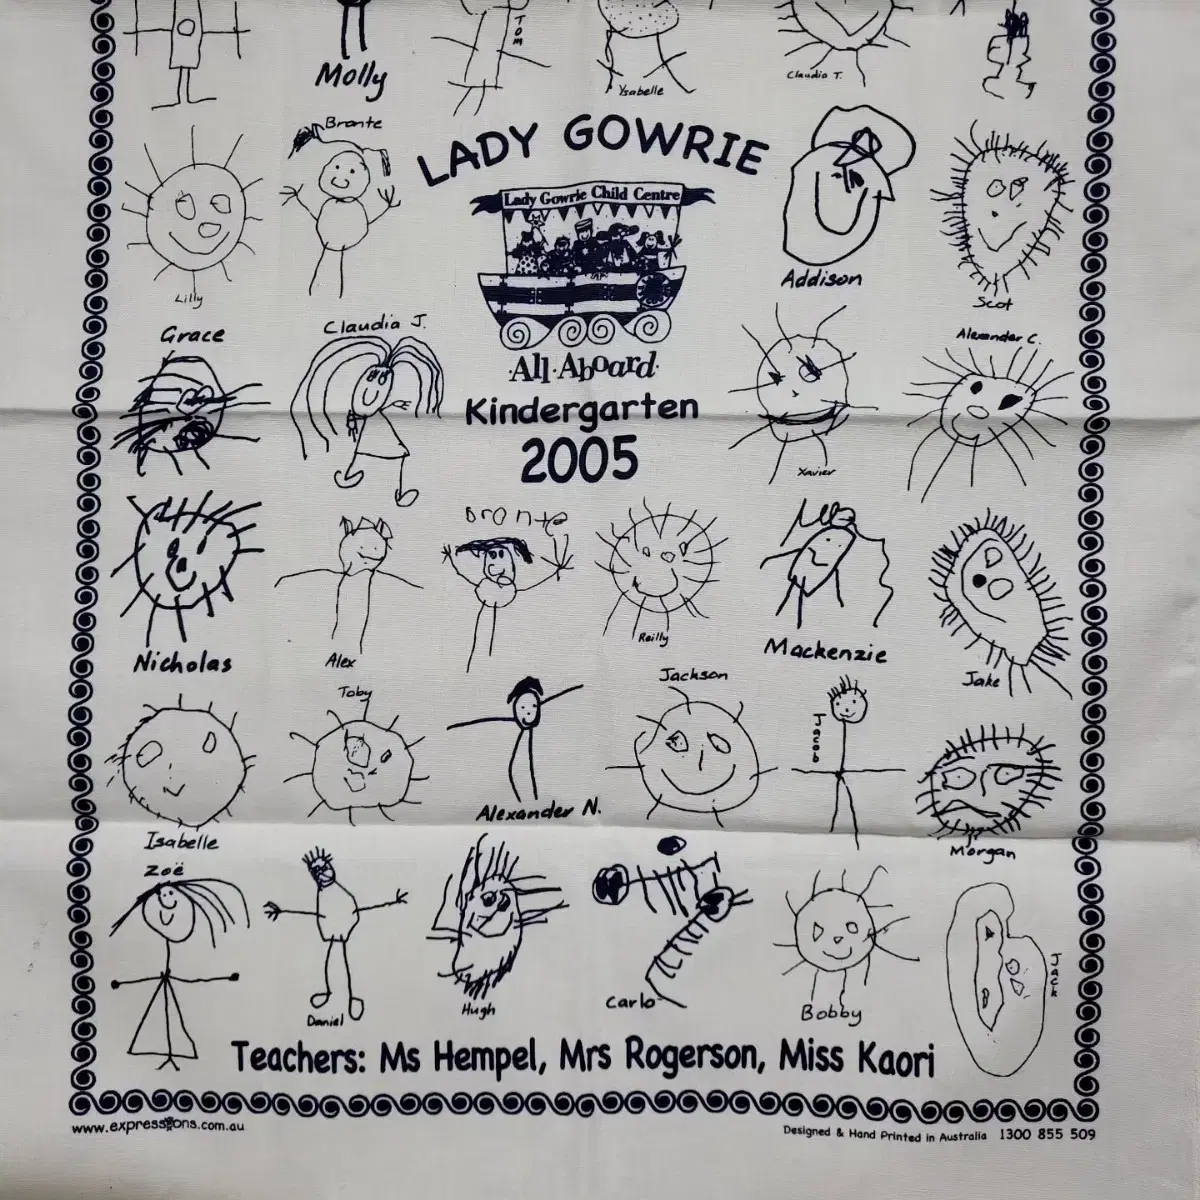 TOM
Molly
Ysabelle
Claudia T.
Bronte
LADY GOWRIE
Lady Gowrie Child Centre
Lilly
Addison
Scot
Grace
Claudia J.
Alexander C.
·All·Aboard·
Kindergarten
2005
Xavier
Bronte
Nicholas
Alex
Reilly
Mackenzie
Jake
Toby
Jackson
Jacob
Isabelle
Alexander N.
Morgan
Zoë
Daniel
Hugh
Carlo
Bobby
Jack
Teachers: Ms Hempel, Mrs Rogerson, Miss Kaori
www.expressions.com.au
Designed & Hand Printed in Australia 1300 855 509